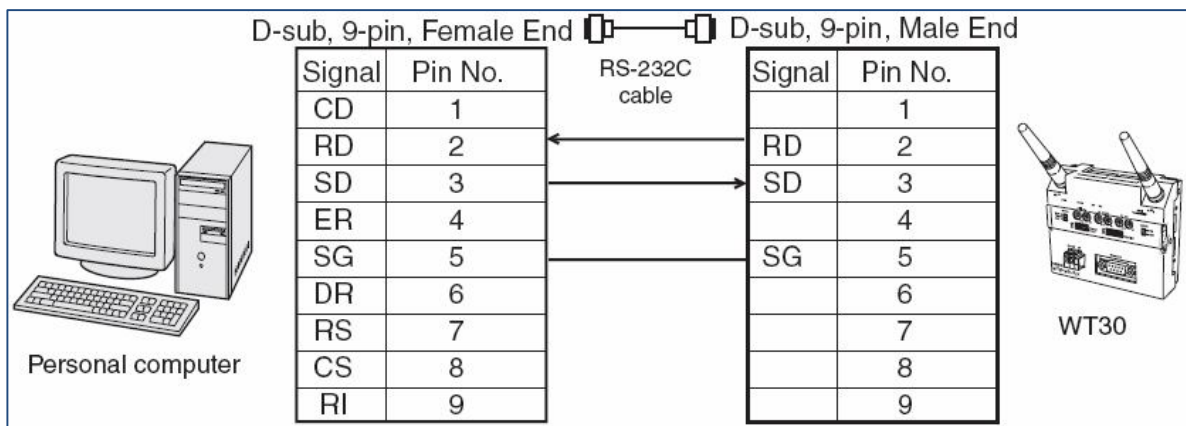 D-sub, 9-pin, Female End D-sub, 9-pin, Male End
Signal Pin No. RS-232C Signal Pin No.
cable
CD 1 1
RD 2 RD 2
SD 3 SD 3
ER 4 4
SG 5 SG 5
DR 6 6
RS 7 7
CS 8 8
RI 9 9
Personal computer
WT30